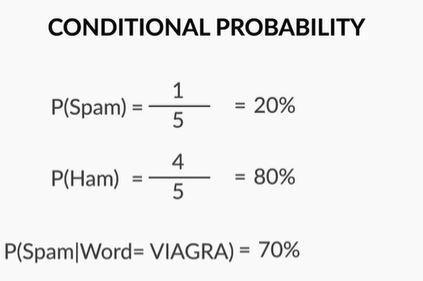 CONDITIONAL PROBABILITY
P(Spam) = 1/5 = 20%
P(Ham) = 4/5 = 80%
P(Spam|Word= VIAGRA) = 70%